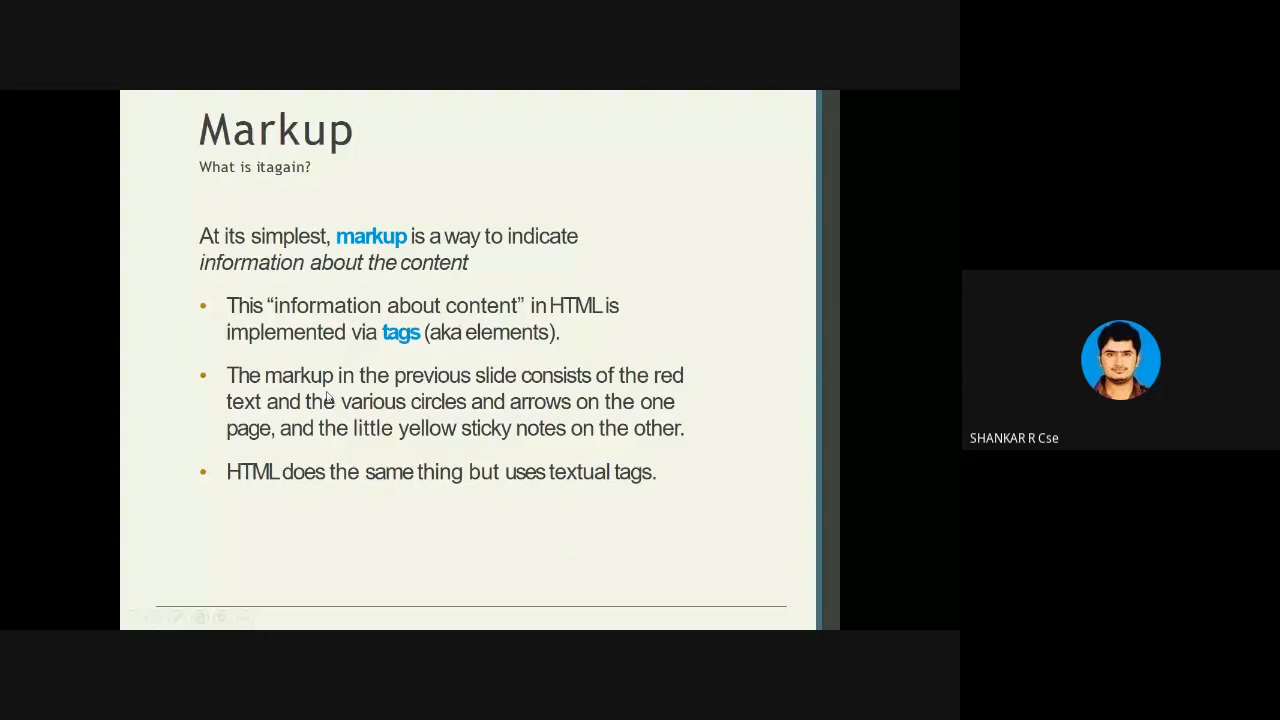 Markup
What is itagain?
At its simplest, markup is a way to indicate
information about the content
• This “information about content” in HTML is
implemented via tags (aka elements).
• The markup in the previous slide consists of the red
text and the various circles and arrows on the one
page, and the little yellow sticky notes on the other.
• HTML does the same thing but uses textual tags.
SHANKAR R Cse